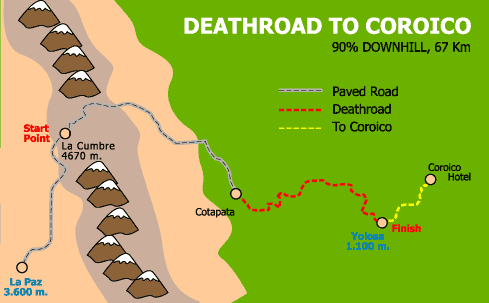 DEATHROAD TO COROICO
90% DOWNHILL, 67 Km
Paved Road
Deathroad
To Coroico
Start
Point
La Cumbre
4670 m.
Coroico
Hotel
Cotapata
Finish
Yolosa
1.100 m.
La Paz
3.600 m.